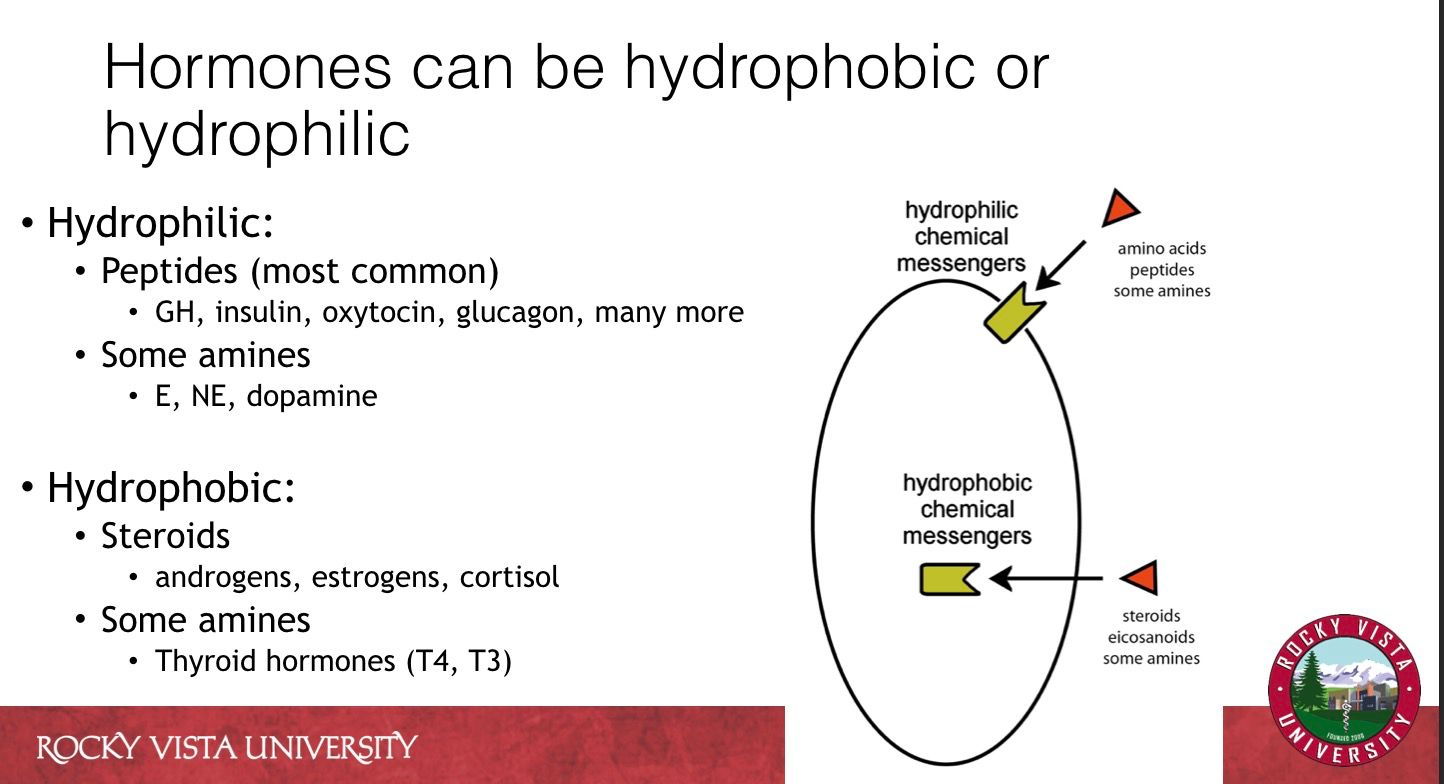 Hormones can be hydrophobic or
hydrophilic
• Hydrophilic:
• Peptides (most common)
• GH, insulin, oxytocin, glucagon, many more
• Some amines
• E, NE, dopamine
• Hydrophobic:
• Steroids
• androgens, estrogens, cortisol
• Some amines
• Thyroid hormones (T4, T3)
hydrophilic
chemical
messengers
amino acids
peptides
some amines
hydrophobic
chemical
messengers
steroids
eicosanoids
some amines
ROCKY VISTA UNIVERSITY
ROCKY VISTA
UNIVERSITY
FOUNDED 2006